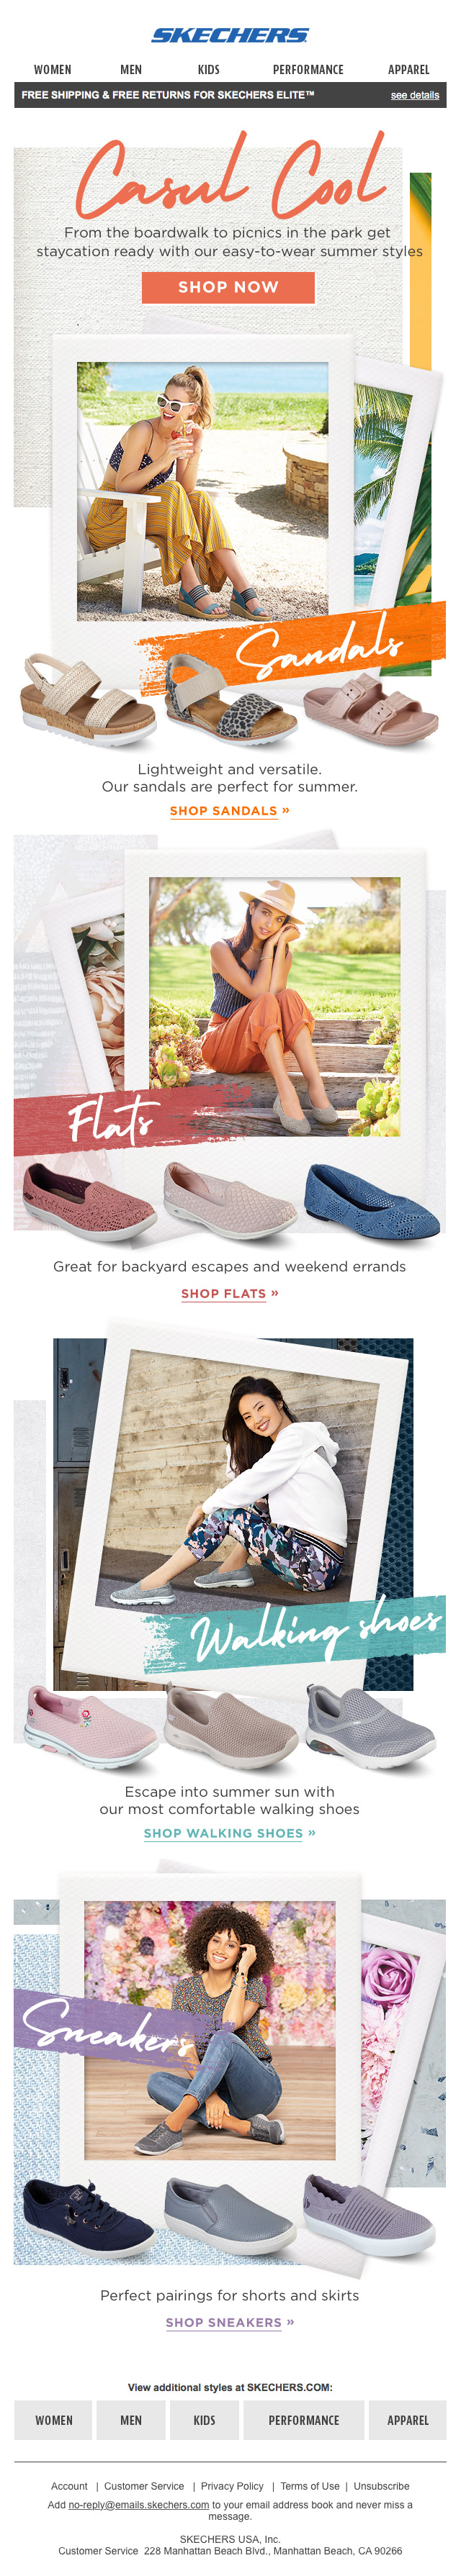 SKECHERS
WOMEN MEN KIDS PERFORMANCE APPAREL
FREE SHIPPING & FREE RETURNS FOR SKECHERS ELITE™ see details
Casul Cool
From the boardwalk to picnics in the park get
staycation ready with our easy-to-wear summer styles
SHOP NOW
Sandals
Lightweight and versatile.
Our sandals are perfect for summer.
SHOP SANDALS »
Flats
Great for backyard escapes and weekend errands
SHOP FLATS »
Walking shoes
Escape into summer sun with
our most comfortable walking shoes
SHOP WALKING SHOES »
Sneakers
Perfect pairings for shorts and skirts
SHOP SNEAKERS »
View additional styles at SKECHERS.COM:
WOMEN MEN KIDS PERFORMANCE APPAREL
Account | Customer Service | Privacy Policy | Terms of Use | Unsubscribe
Add no-reply@emails.skechers.com to your email address book and never miss a
message.
SKECHERS USA, Inc.
Customer Service 228 Manhattan Beach Blvd., Manhattan Beach, CA 90266